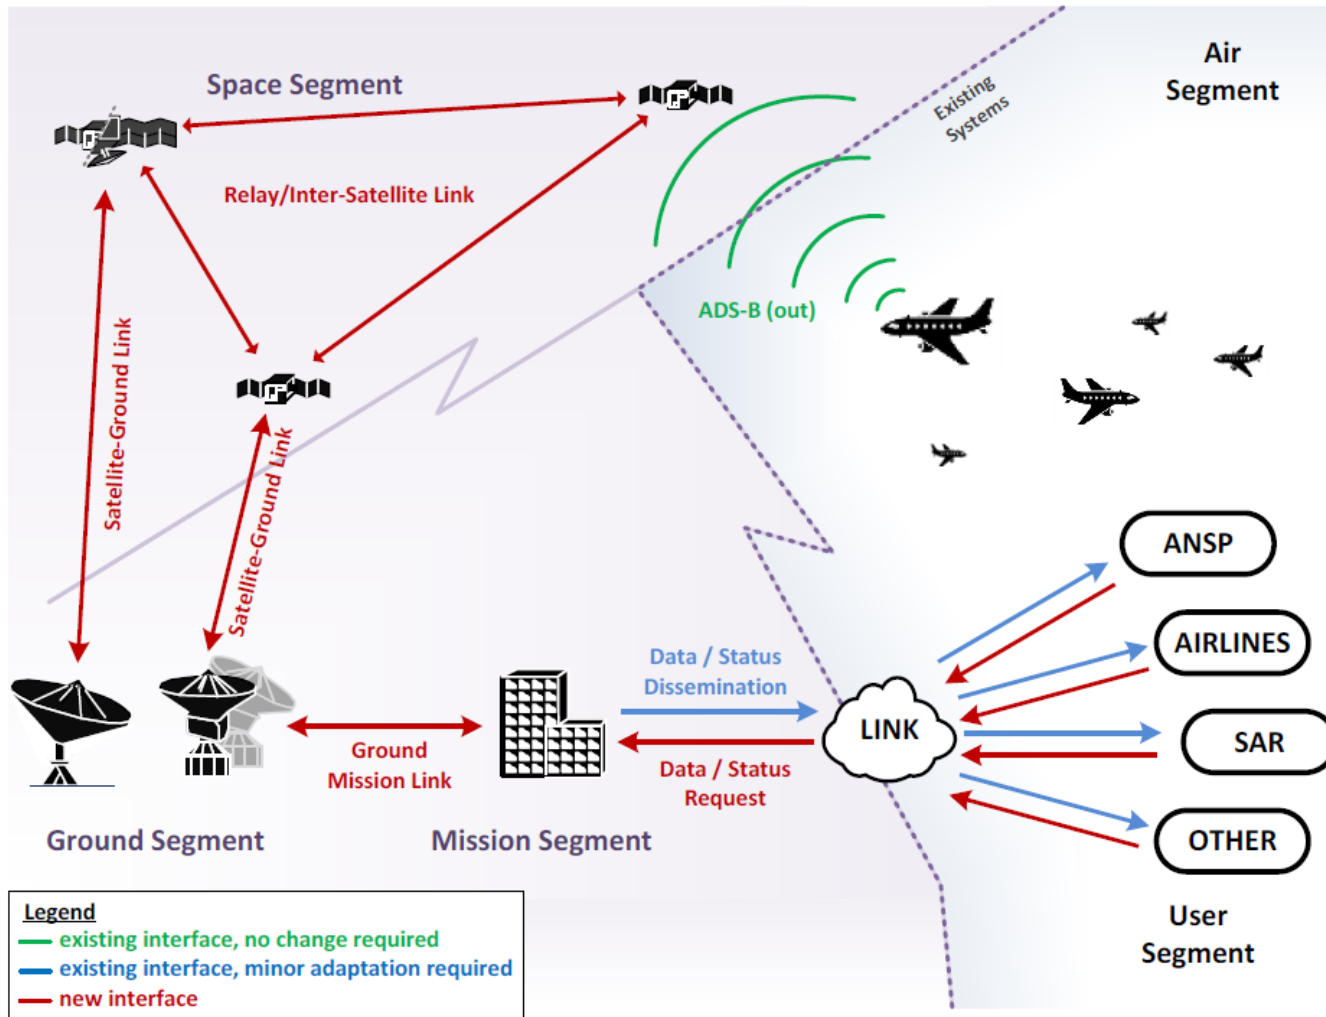 Space Segment
Air
Segment
Existing
Systems
Relay/Inter-Satellite Link
ADS-B (out)
Satellite-Ground Link
Satellite-Ground Link
ANSP
AIRLINES
SAR
OTHER
LINK
Data / Status
Dissemination
Data / Status
Request
Ground
Mission Link
Ground Segment
Mission Segment
User
Segment
Legend
existing interface, no change required
existing interface, minor adaptation required
new interface